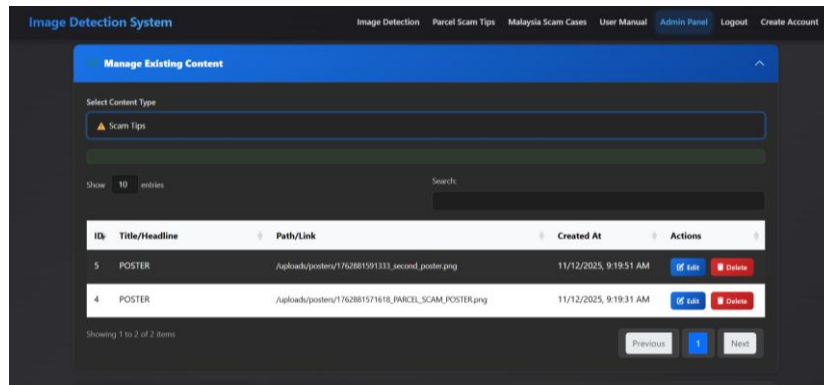 Image Detection System Image Detection Parcel Scam Tips Malaysia Scam Cases User Manual Admin Panel Logout Create Account
Manage Existing Content
Select Content Type
Scam Tips
Show 10 entries Search:
ID Title/Headline Path/Link Created At Actions
5 POSTER /uploads/posters/1762881591333_second_poster.png 11/12/2025, 9:19:51 AM Edit Delete
4 POSTER /uploads/posters/1762881571618_PARCEL_SCAM_POSTER.png 11/12/2025, 9:19:31 AM Edit Delete
Showing 1 to 2 of 2 items
Previous 1 Next